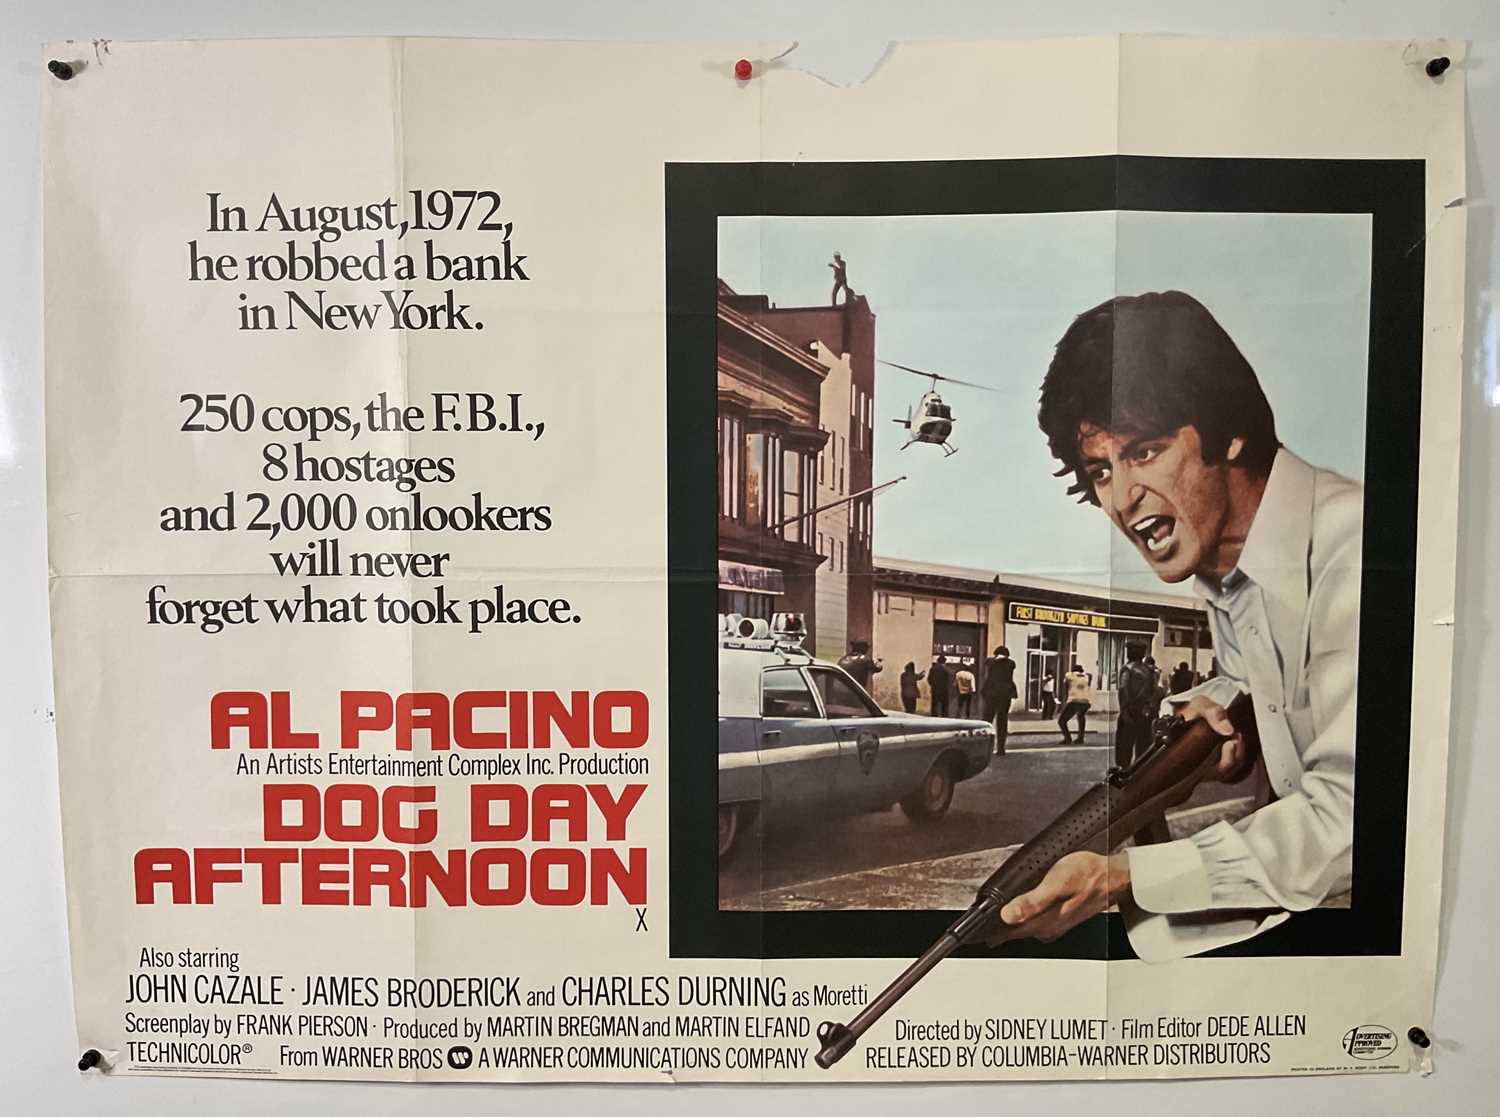 In August, 1972,
he robbed a bank
in New York.
250 cops, the F.B.I.,
8 hostages
and 2,000 onlookers
will never
forget what took place.
AL PACINO
An Artists Entertainment Complex Inc. Production
DOG DAY
AFTERNOON
X
FIRST BROOKLYN SAVINGS BANK
Also starring
JOHN CAZALE · JAMES BRODERICK and CHARLES DURNING as Moretti
Screenplay by FRANK PIERSON · Produced by MARTIN BREGMAN and MARTIN ELFAND
Directed by SIDNEY LUMET · Film Editor DEDE ALLEN
TECHNICOLOR® From WARNER BROS A WARNER COMMUNICATIONS COMPANY
RELEASED BY COLUMBIA-WARNER DISTRIBUTORS
ADVERTISING
APPROVED